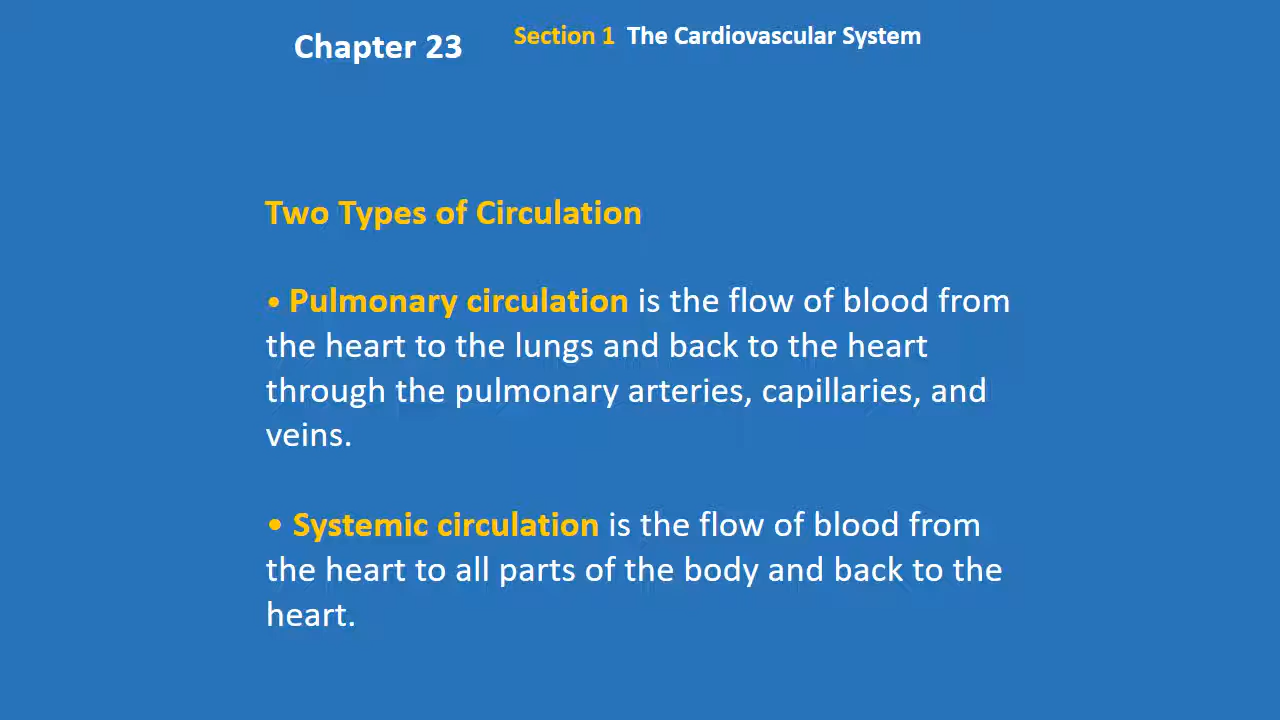 Chapter 23
Section 1 The Cardiovascular System
Two Types of Circulation
• Pulmonary circulation is the flow of blood from
the heart to the lungs and back to the heart
through the pulmonary arteries, capillaries, and
veins.
• Systemic circulation is the flow of blood from
the heart to all parts of the body and back to the
heart.